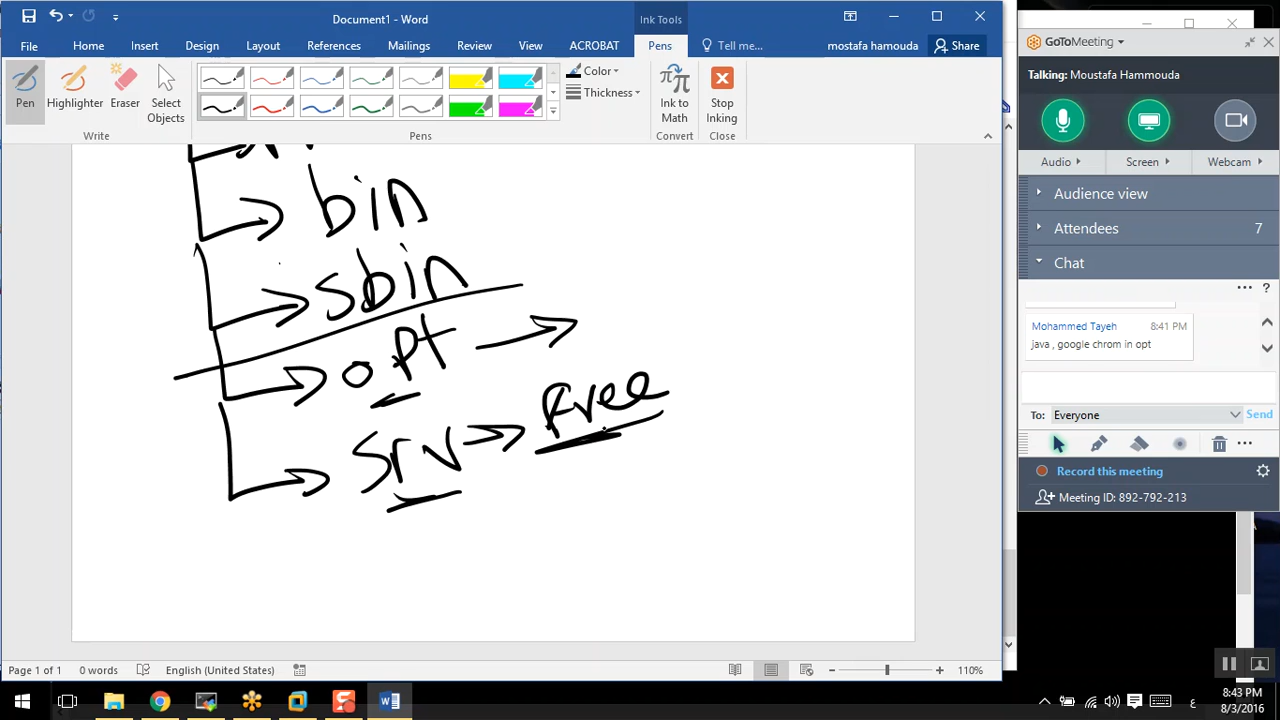 Document1 - Word
Ink Tools
File
Home
Insert
Design
Layout
References
Mailings
Review
View
ACROBAT
Pens
Tell me...
mostafa hamouda
Share
Pen
Highlighter
Eraser
Select Objects
Color
Thickness
Ink to Math
Stop Inking
Write
Pens
Convert
Close
bin
sbin
opt
srv
Free
Page 1 of 1
0 words
English (United States)
110%
GoToMeeting
Talking: Moustafa Hammouda
Audio
Screen
Webcam
Audience view
Attendees
7
Chat
Mohammed Tayeh
8:41 PM
java , google chrom in opt
To:
Everyone
Send
Record this meeting
Meeting ID: 892-792-213
ع
8:43 PM
8/3/2016